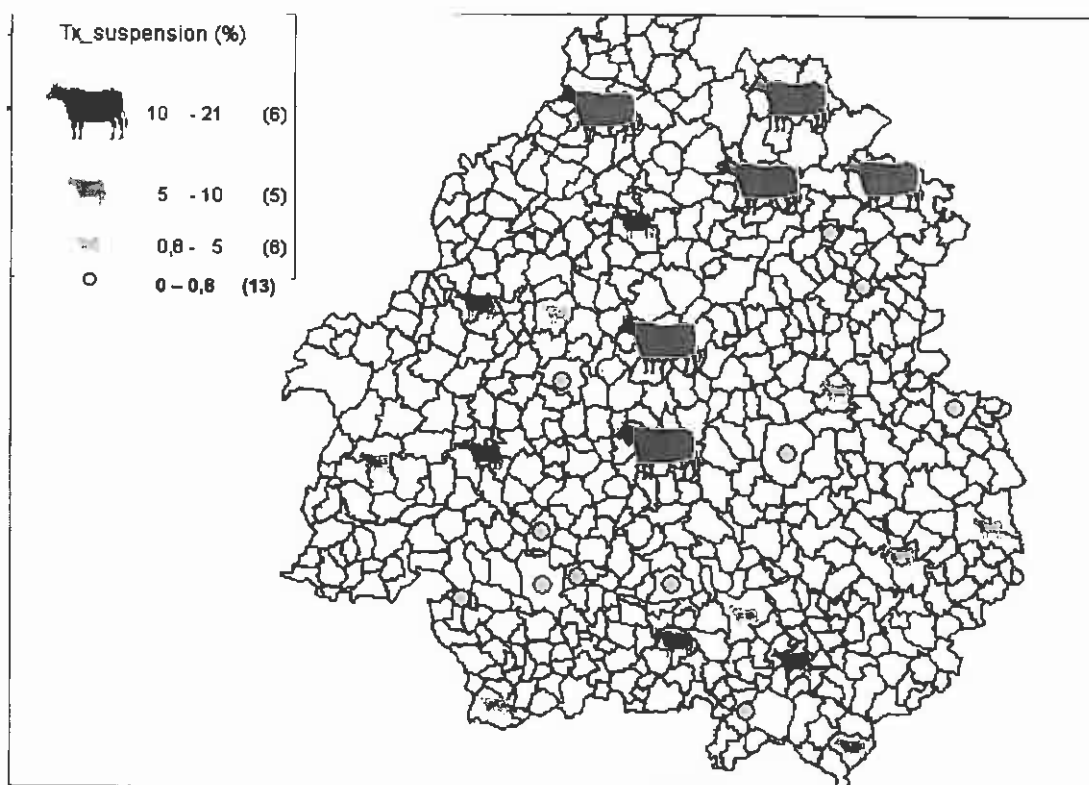 Tx_suspension (%)
10 - 21 (6)
5 - 10 (5)
0,8 - 5 (6)
0 – 0,8 (13)